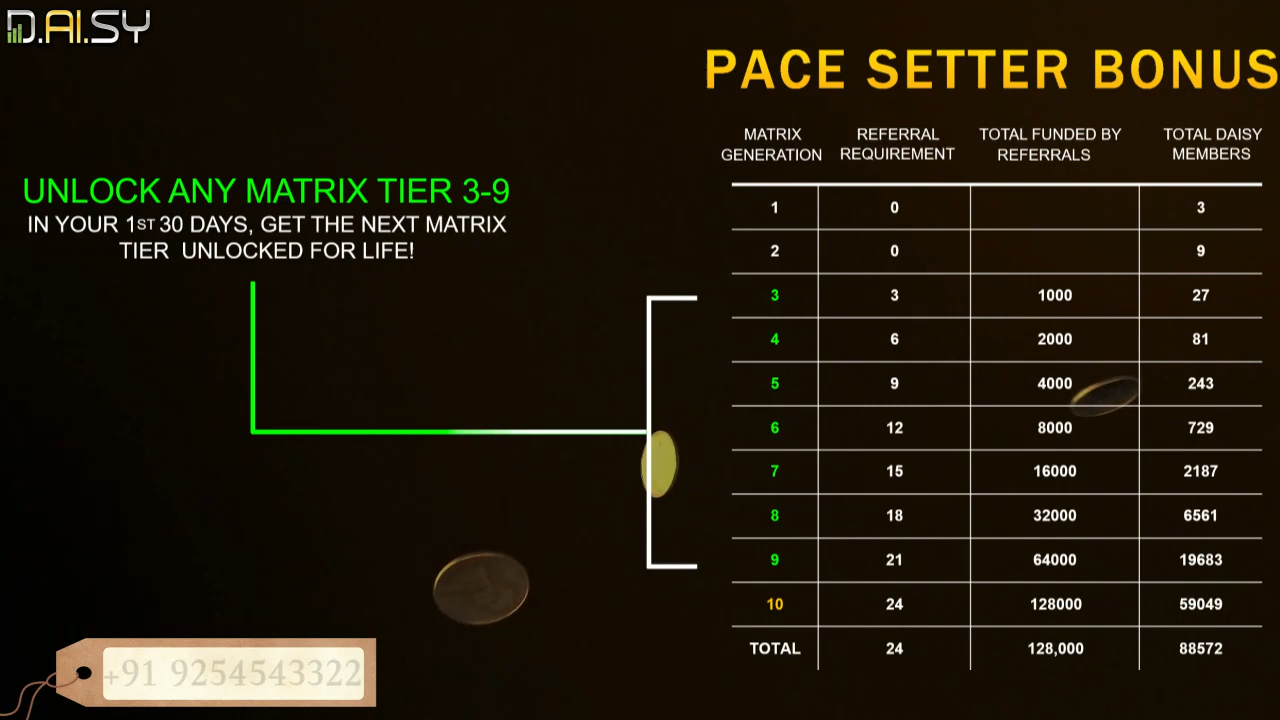 D.AI.SY
PACE SETTER BONUS
UNLOCK ANY MATRIX TIER 3-9
IN YOUR 1ST 30 DAYS, GET THE NEXT MATRIX
TIER UNLOCKED FOR LIFE!
MATRIX GENERATION REFERRAL REQUIREMENT TOTAL FUNDED BY REFERRALS TOTAL DAISY MEMBERS
1 0 3
2 0 9
3 3 1000 27
4 6 2000 81
5 9 4000 243
6 12 8000 729
7 15 16000 2187
8 18 32000 6561
9 21 64000 19683
10 24 128000 59049
TOTAL 24 128,000 88572
+91 9254543322